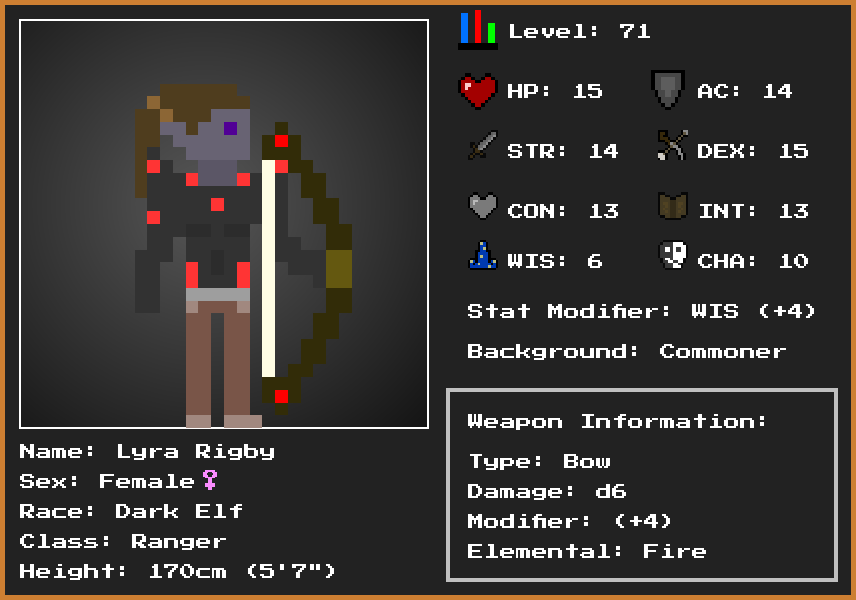 Level: 71
HP: 15
AC: 14
STR: 14
DEX: 15
CON: 13
INT: 13
WIS: 6
CHA: 10
Stat Modifier: WIS (+4)
Background: Commoner
Weapon Information:
Type: Bow
Damage: d6
Modifier: (+4)
Elemental: Fire
Name: Lyra Rigby
Sex: Female♀
Race: Dark Elf
Class: Ranger
Height: 170cm (5'7")